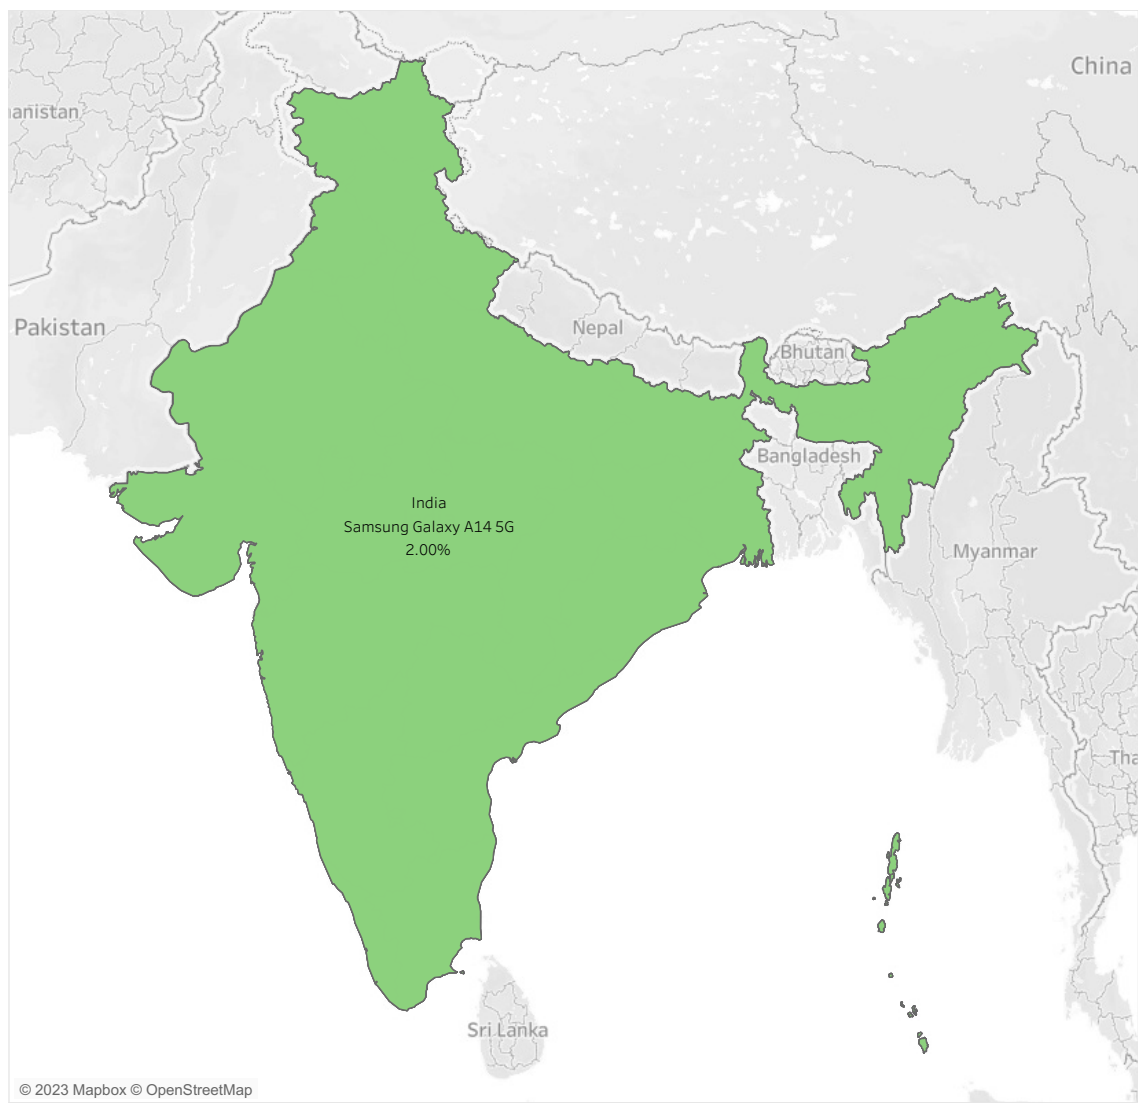 China
anistan
Pakistan
Nepal
Bhutan
Bangladesh
India
Samsung Galaxy A14 5G
2.00%
Myanmar
Tha
Sri Lanka
© 2023 Mapbox © OpenStreetMap